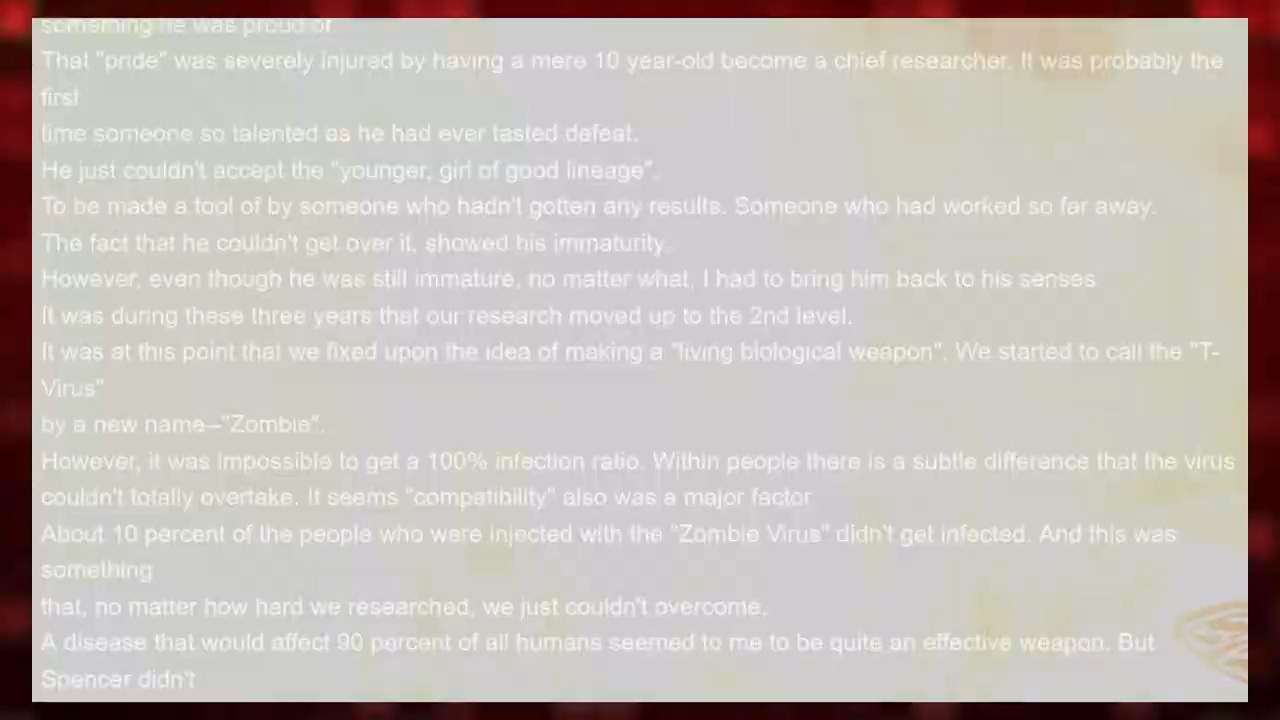 something he was proud of.
That "pride" was severely injured by having a mere 10 year-old become a chief researcher. It was probably the
first
time someone so talented as he had ever tasted defeat.
He just couldn't accept the "younger, girl of good lineage".
To be made a tool of by someone who hadn't gotten any results. Someone who had worked so far away.
The fact that he couldn't get over it, showed his immaturity.
However, even though he was still immature, no matter what, I had to bring him back to his senses.
It was during these three years that our research moved up to the 2nd level.
It was at this point that we fixed upon the idea of making a "living biological weapon". We started to call the "T-
Virus"
by a new name--"Zombie".
However, it was impossible to get a 100% infection ratio. Within people there is a subtle difference that the virus
couldn't totally overtake. It seems "compatibility" also was a major factor.
About 10 percent of the people who were injected with the "Zombie Virus" didn't get infected. And this was
something
that, no matter how hard we researched, we just couldn't overcome.
A disease that would affect 90 percent of all humans seemed to me to be quite an effective weapon. But
Spencer didn't